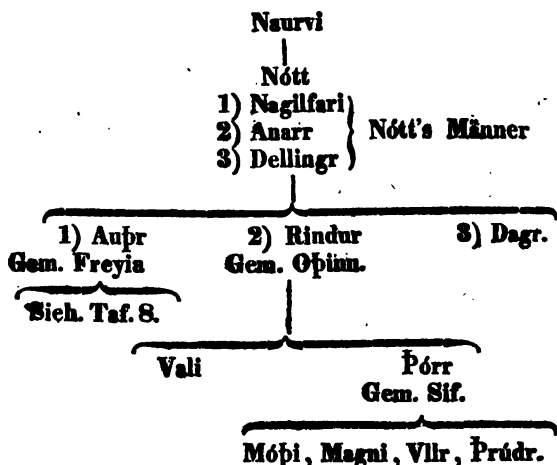 Naurvi
Nótt
1) Nagilfari
2) Anarr
3) Dellingr
Nótt's Männer
1) Auþr
Gem. Freyia
2) Rindur
Gem. Oþinn.
3) Dagr.
Sieh. Taf. 8.
Vali
Þórr
Gem. Sif.
Móþi, Magni, Vllr, Þrúdr.